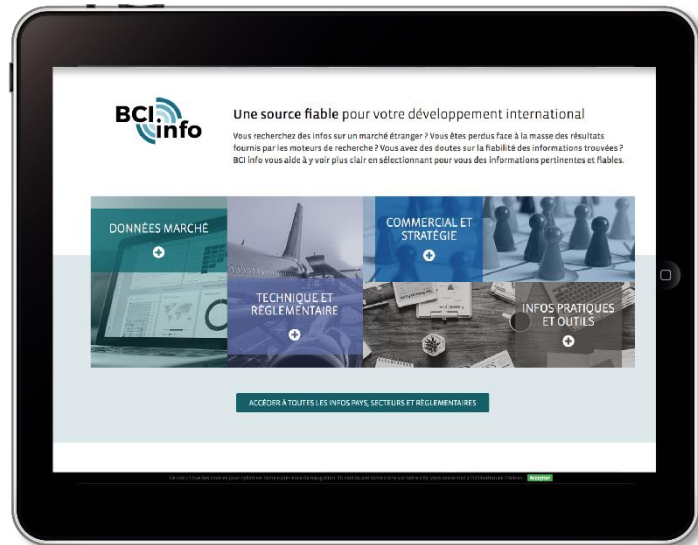 BCI
info
Une source fiable pour votre développement international
Vous recherchez des infos sur un marché étranger ? Vous êtes perdus face à la masse des résultats
fournis par les moteurs de recherche ? Vous avez des doutes sur la fiabilité des informations trouvées ?
BCI info vous aide à y voir plus clair en sélectionnant pour vous des informations pertinentes et fiables.
DONNÉES MARCHÉ
COMMERCIAL ET
STRATÉGIE
TECHNIQUE ET
RÈGLEMENTAIRE
INFOS PRATIQUES
ET OUTILS
ACCÉDER À TOUTES LES INFOS PAYS, SECTEURS ET RÈGLEMENTAIRES
Accepter